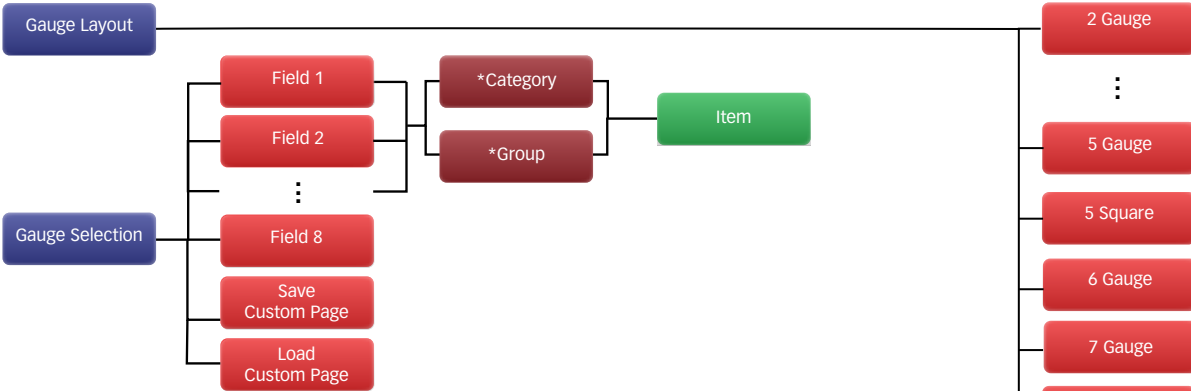 Gauge Layout
2 Gauge
Field 1
*Category
Item
Field 2
*Group
5 Gauge
5 Square
Gauge Selection
Field 8
6 Gauge
Save
Custom Page
7 Gauge
Load
Custom Page